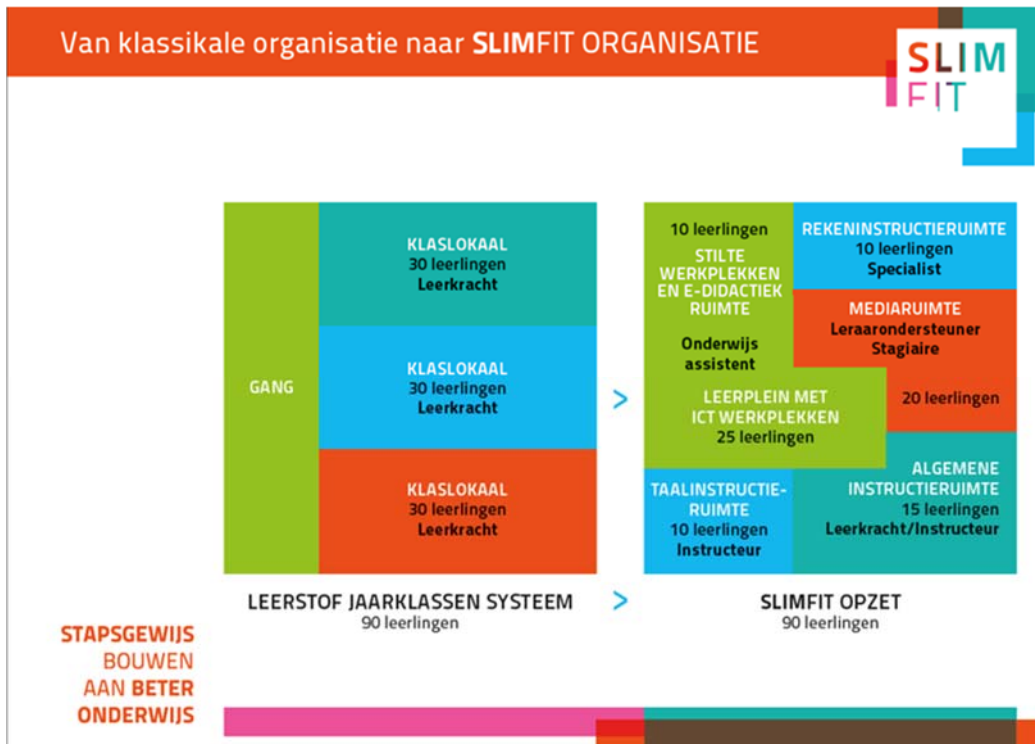 Van klassikale organisatie naar SLIMFIT ORGANISATIE
SLIM
FIT
GANG
KLASLOKAAL
30 leerlingen
Leerkracht
KLASLOKAAL
30 leerlingen
Leerkracht
KLASLOKAAL
30 leerlingen
Leerkracht
LEERSTOF JAARKLASSEN SYSTEEM
90 leerlingen
>
>
10 leerlingen
STILTE
WERKPLEKKEN
EN E-DIDACTIEK
RUIMTE
Onderwijs
assistent
REKENINSTRUCTIERUIMTE
10 leerlingen
Specialist
MEDIARUIMTE
Leraarondersteuner
Stagiaire
20 leerlingen
LEERPLEIN MET
ICT WERKPLEKKEN
25 leerlingen
TAALINSTRUCTIE-
RUIMTE
10 leerlingen
Instructeur
ALGEMENE
INSTRUCTIERUIMTE
15 leerlingen
Leerkracht/Instructeur
SLIMFIT OPZET
90 leerlingen
STAPSGEWIJS
BOUWEN
AAN BETER
ONDERWIJS